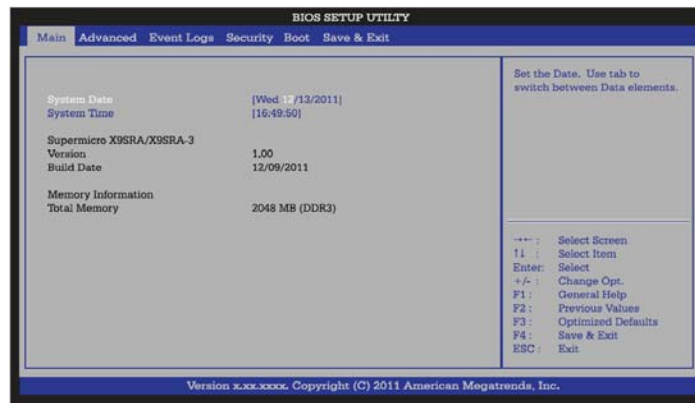 BIOS SETUP UTILTY
Main Advanced Event Logs Security Boot Save & Exit
System Date [Wed 12/13/2011]
System Time [16:49:50]
Supermicro X9SRA/X9SRA-3
Version 1.00
Build Date 12/09/2011
Memory Information
Total Memory 2048 MB (DDR3)
Set the Date. Use tab to
switch between Data elements.
→← : Select Screen
↑↓ : Select Item
Enter: Select
+/- : Change Opt.
F1 : General Help
F2 : Previous Values
F3 : Optimized Defaults
F4 : Save & Exit
ESC : Exit
Version x.xx.xxxx. Copyright (C) 2011 American Megatrends, Inc.